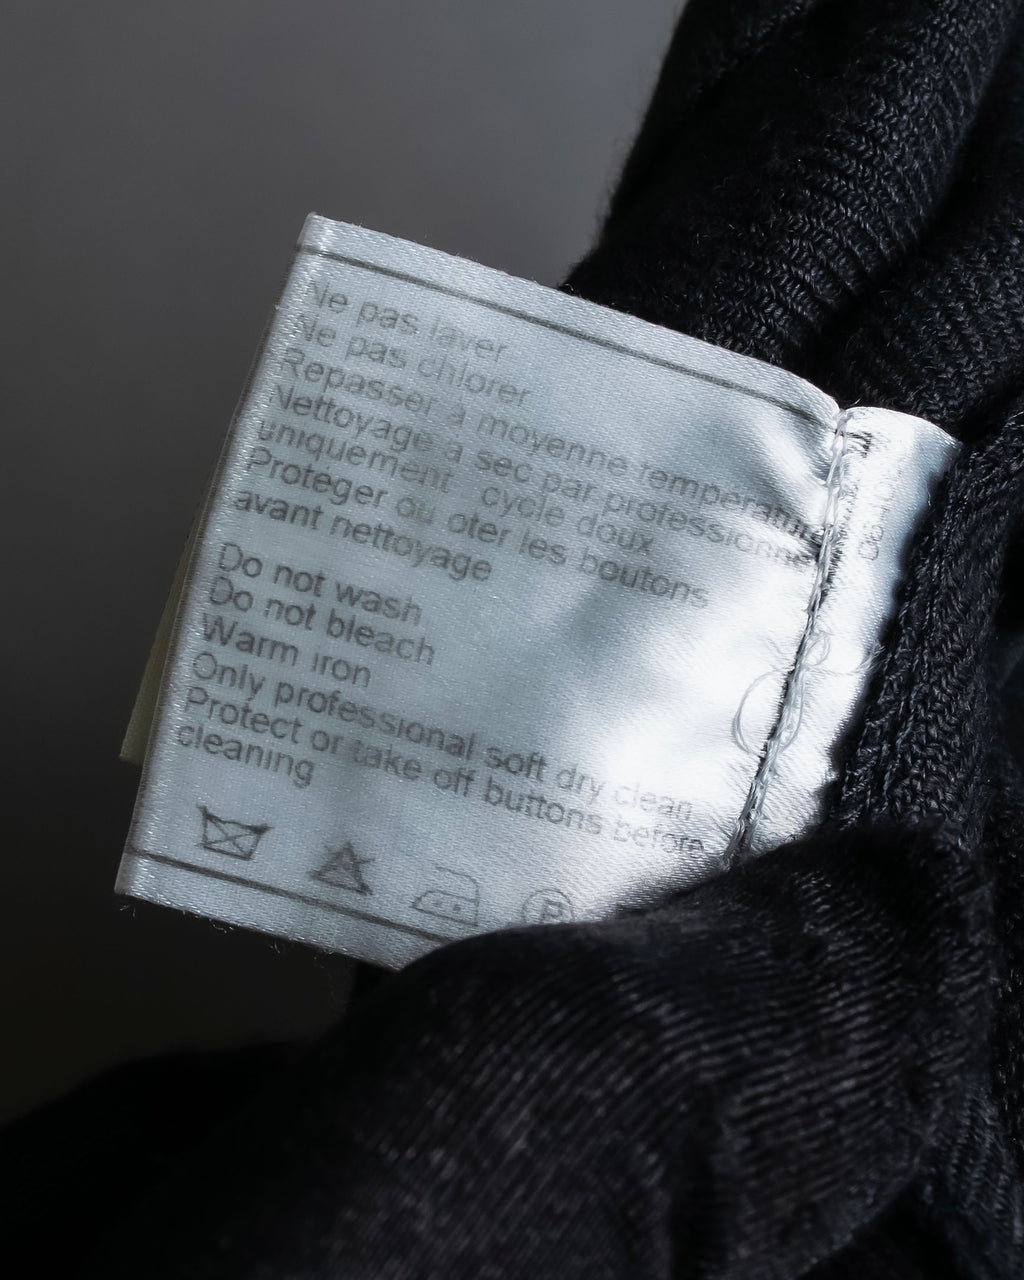 Ne pas laver
Ne pas chlorer
Repasser à moyenne température
Nettoyage à sec par professionnel
uniquement : cycle doux
Protéger ou oter les boutons
avant nettoyage
Do not wash
Do not bleach
Warm iron
Only professional soft dry clean
Protect or take off buttons before
cleaning
P